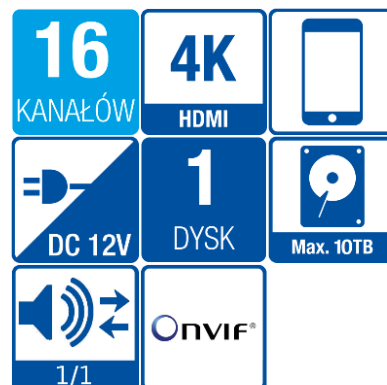 16
KANAŁÓW
4K
HDMI
DC 12V
1
DYSK
Max. 10TB
1/1
ONVIF®